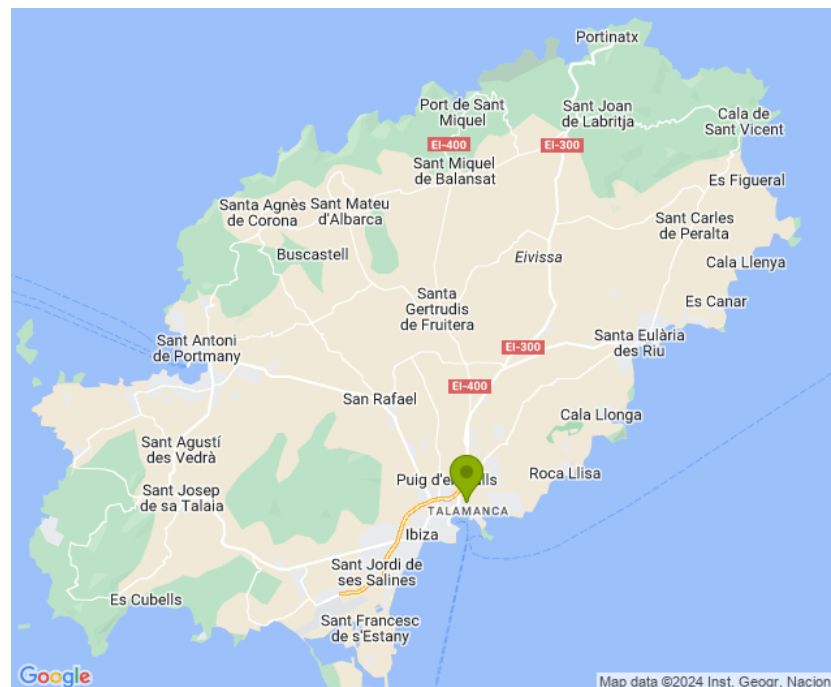 Portinatx
Port de Sant
Miquel
Sant Joan
de Labritja
Cala de
Sant Vicent
EI-400
EI-300
Sant Miquel
de Balansat
Es Figueral
Santa Agnès
de Corona
Sant Mateu
d'Albarca
Sant Carles
de Peralta
Buscastell
Eivissa
Cala Llenya
Santa
Gertrudis
de Fruitera
Es Canar
Sant Antoni
de Portmany
Santa Eulària
des Riu
EI-300
EI-400
San Rafael
Cala Llonga
Sant Agustí
des Vedrà
Roca Llisa
Puig d'en
lls
Sant Josep
de sa Talaia
TALAMANCA
Ibiza
Sant Jordi de
ses Salines
Es Cubells
Sant Francesc
de s'Estany
Google
Map data ©2024 Inst. Geogr. Nacion